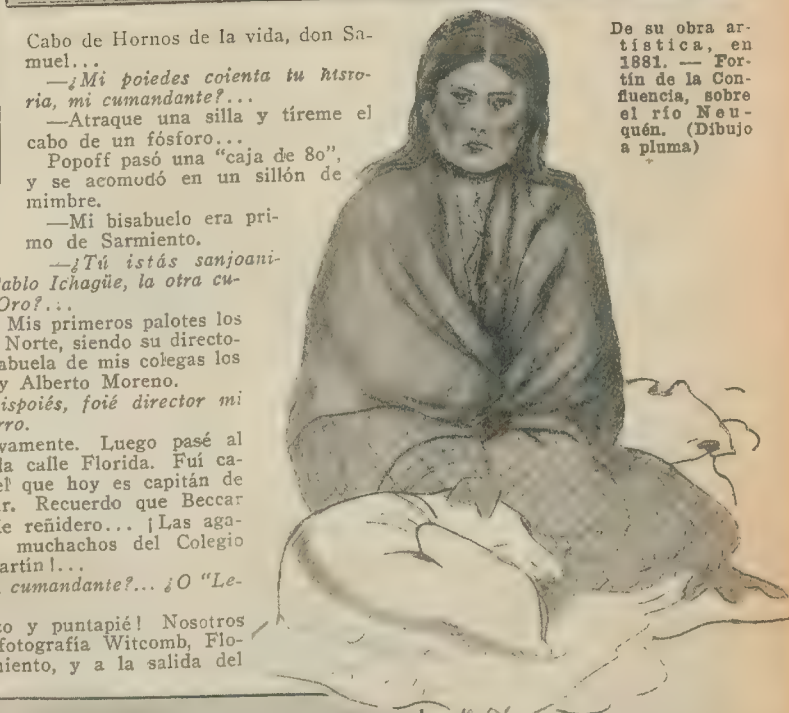 Cabo de Hornos de la vida, don Sa-
muel...
—¿Mi poiedes coienta tu histo-
ria, mi cumandante?...
—Atraque una silla y tireme el
cabo de un fósforo...
Popoff pasó una "caja de 80",
y se acomodó en un sillón de
mimbre.
—Mi bisabuelo era pri-
mo de Sarmiento.
—¿Tú istás sanjoani-
ablo Ichagüe, la otra cu-
Oro?...
Mis primeros palotes los
Norte, siendo su directo-
abuela de mis colegas los
y Alberto Moreno.
ispoiés, foié director mi
rro.
vamente. Luego pasé al
la calle Florida. Fuí ca-
el que hoy es capitán de
r. Recuerdo que Beccar
e reñidero... ¡Las aga-
muchachos del Colegio
artín!...
cumandante?... ¿O "Le-
o y puntapié! Nosotros
fotografía Witcomb, Flo-
miento, y a la salida del
De su obra ar-
tística, en
1881. — For-
tín de la Con-
fluencia, sobre
el río Neu-
quén. (Dibujo
a pluma)